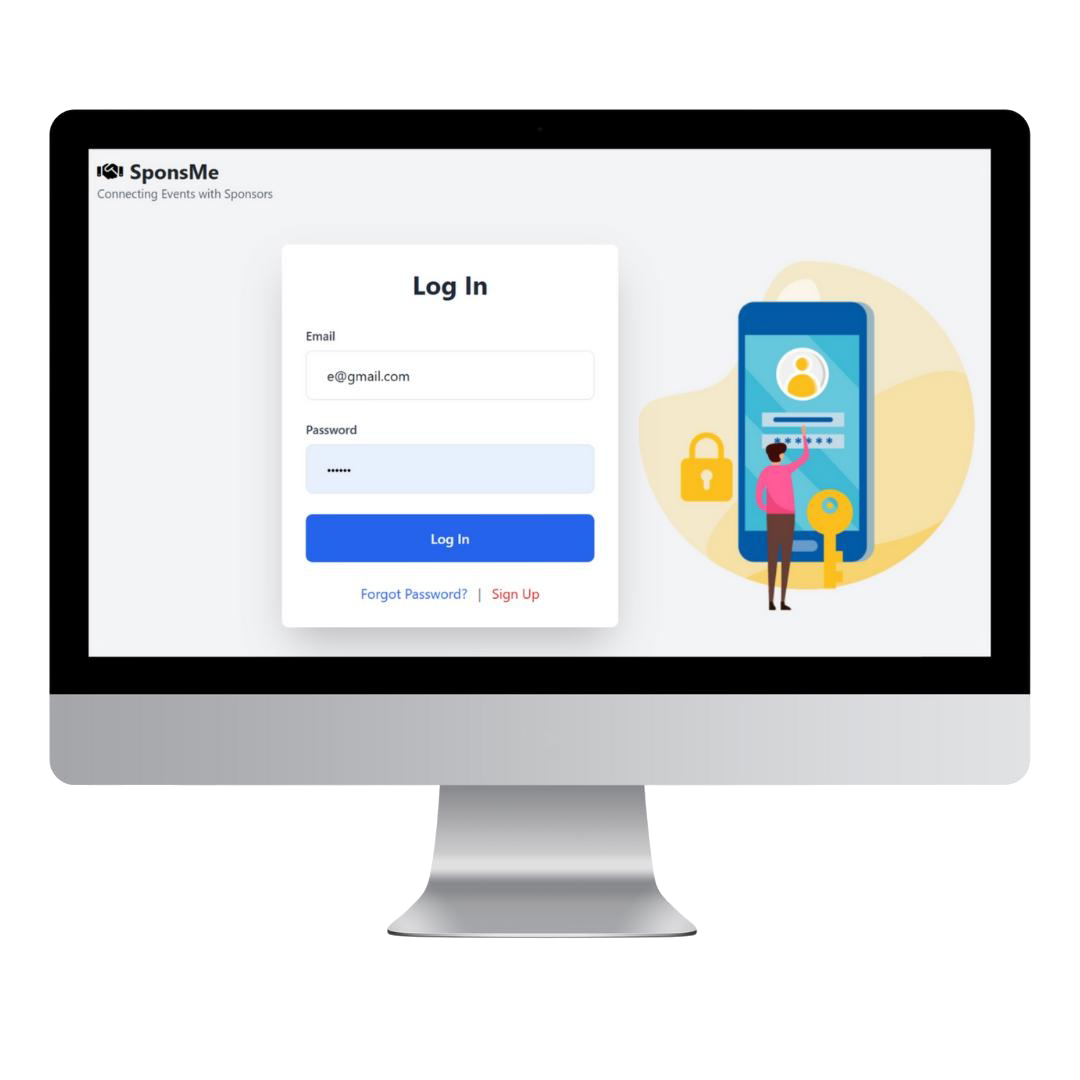 SponsMe
Connecting Events with Sponsors
Log In
Email
e@gmail.com
Password
••••••
Log In
Forgot Password? | Sign Up
******